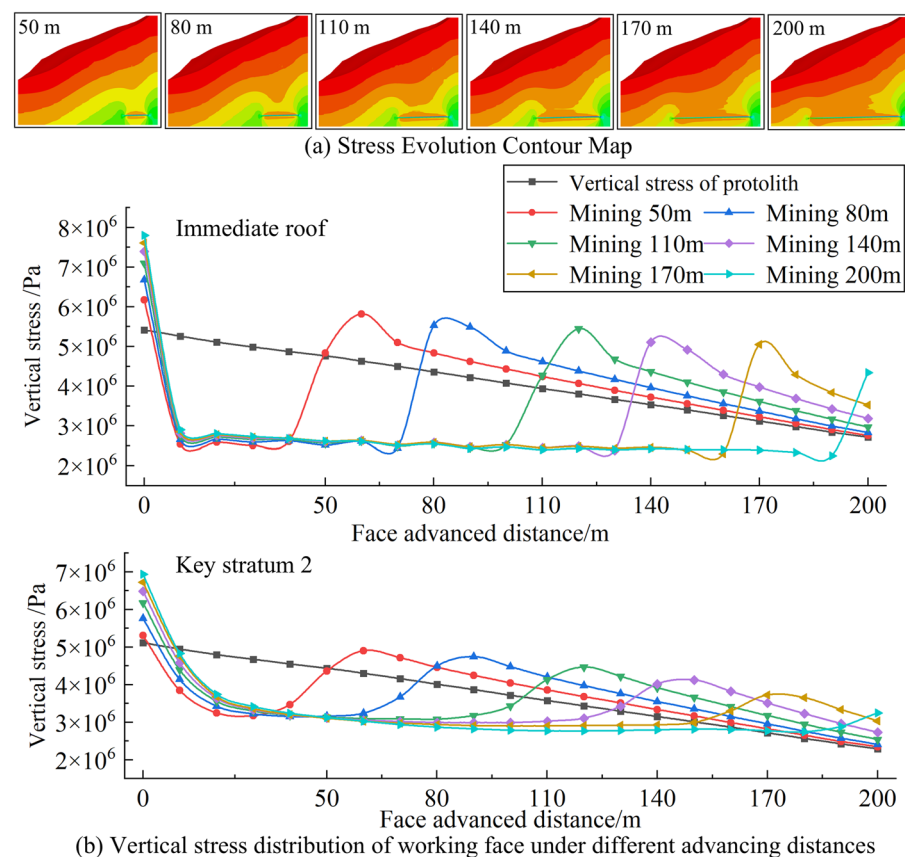 50 m 80 m 110 m 140 m 170 m 200 m
(a) Stress Evolution Contour Map
Vertical stress of protolith
Mining 50m Mining 80m
Mining 110m Mining 140m
Mining 170m Mining 200m
Immediate roof
Vertical stress /Pa
8×10⁶
7×10⁶
6×10⁶
5×10⁶
4×10⁶
3×10⁶
2×10⁶
0 50 80 110 140 170 200
Face advanced distance/m
Key stratum 2
Vertical stress /Pa
7×10⁶
6×10⁶
5×10⁶
4×10⁶
3×10⁶
2×10⁶
0 50 80 110 140 170 200
Face advanced distance/m
(b) Vertical stress distribution of working face under different advancing distances